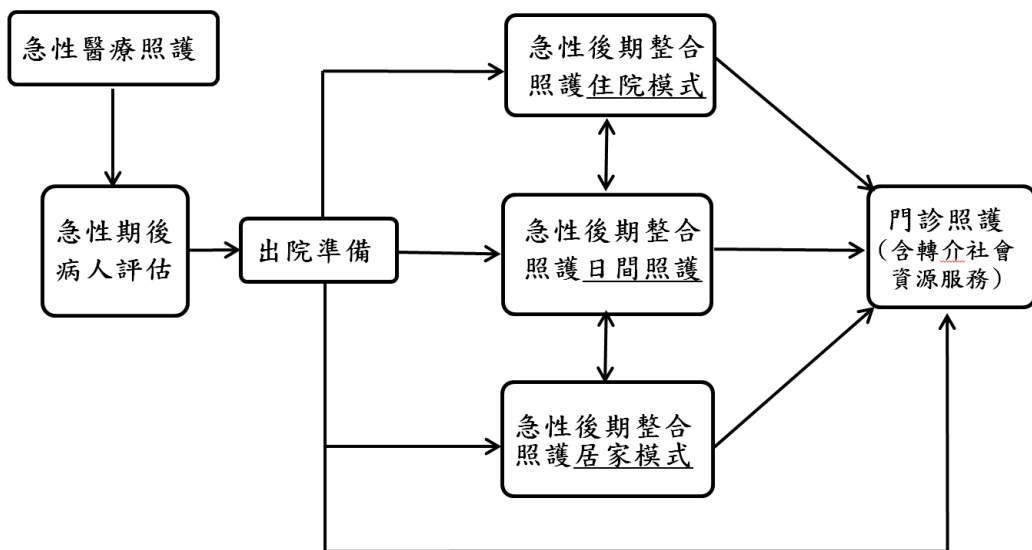 急性醫療照護
急性期後
病人評估
出院準備
急性後期整合
照護住院模式
急性後期整合
照護日間照護
急性後期整合
照護居家模式
門診照護
(含轉介社會
資源服務)